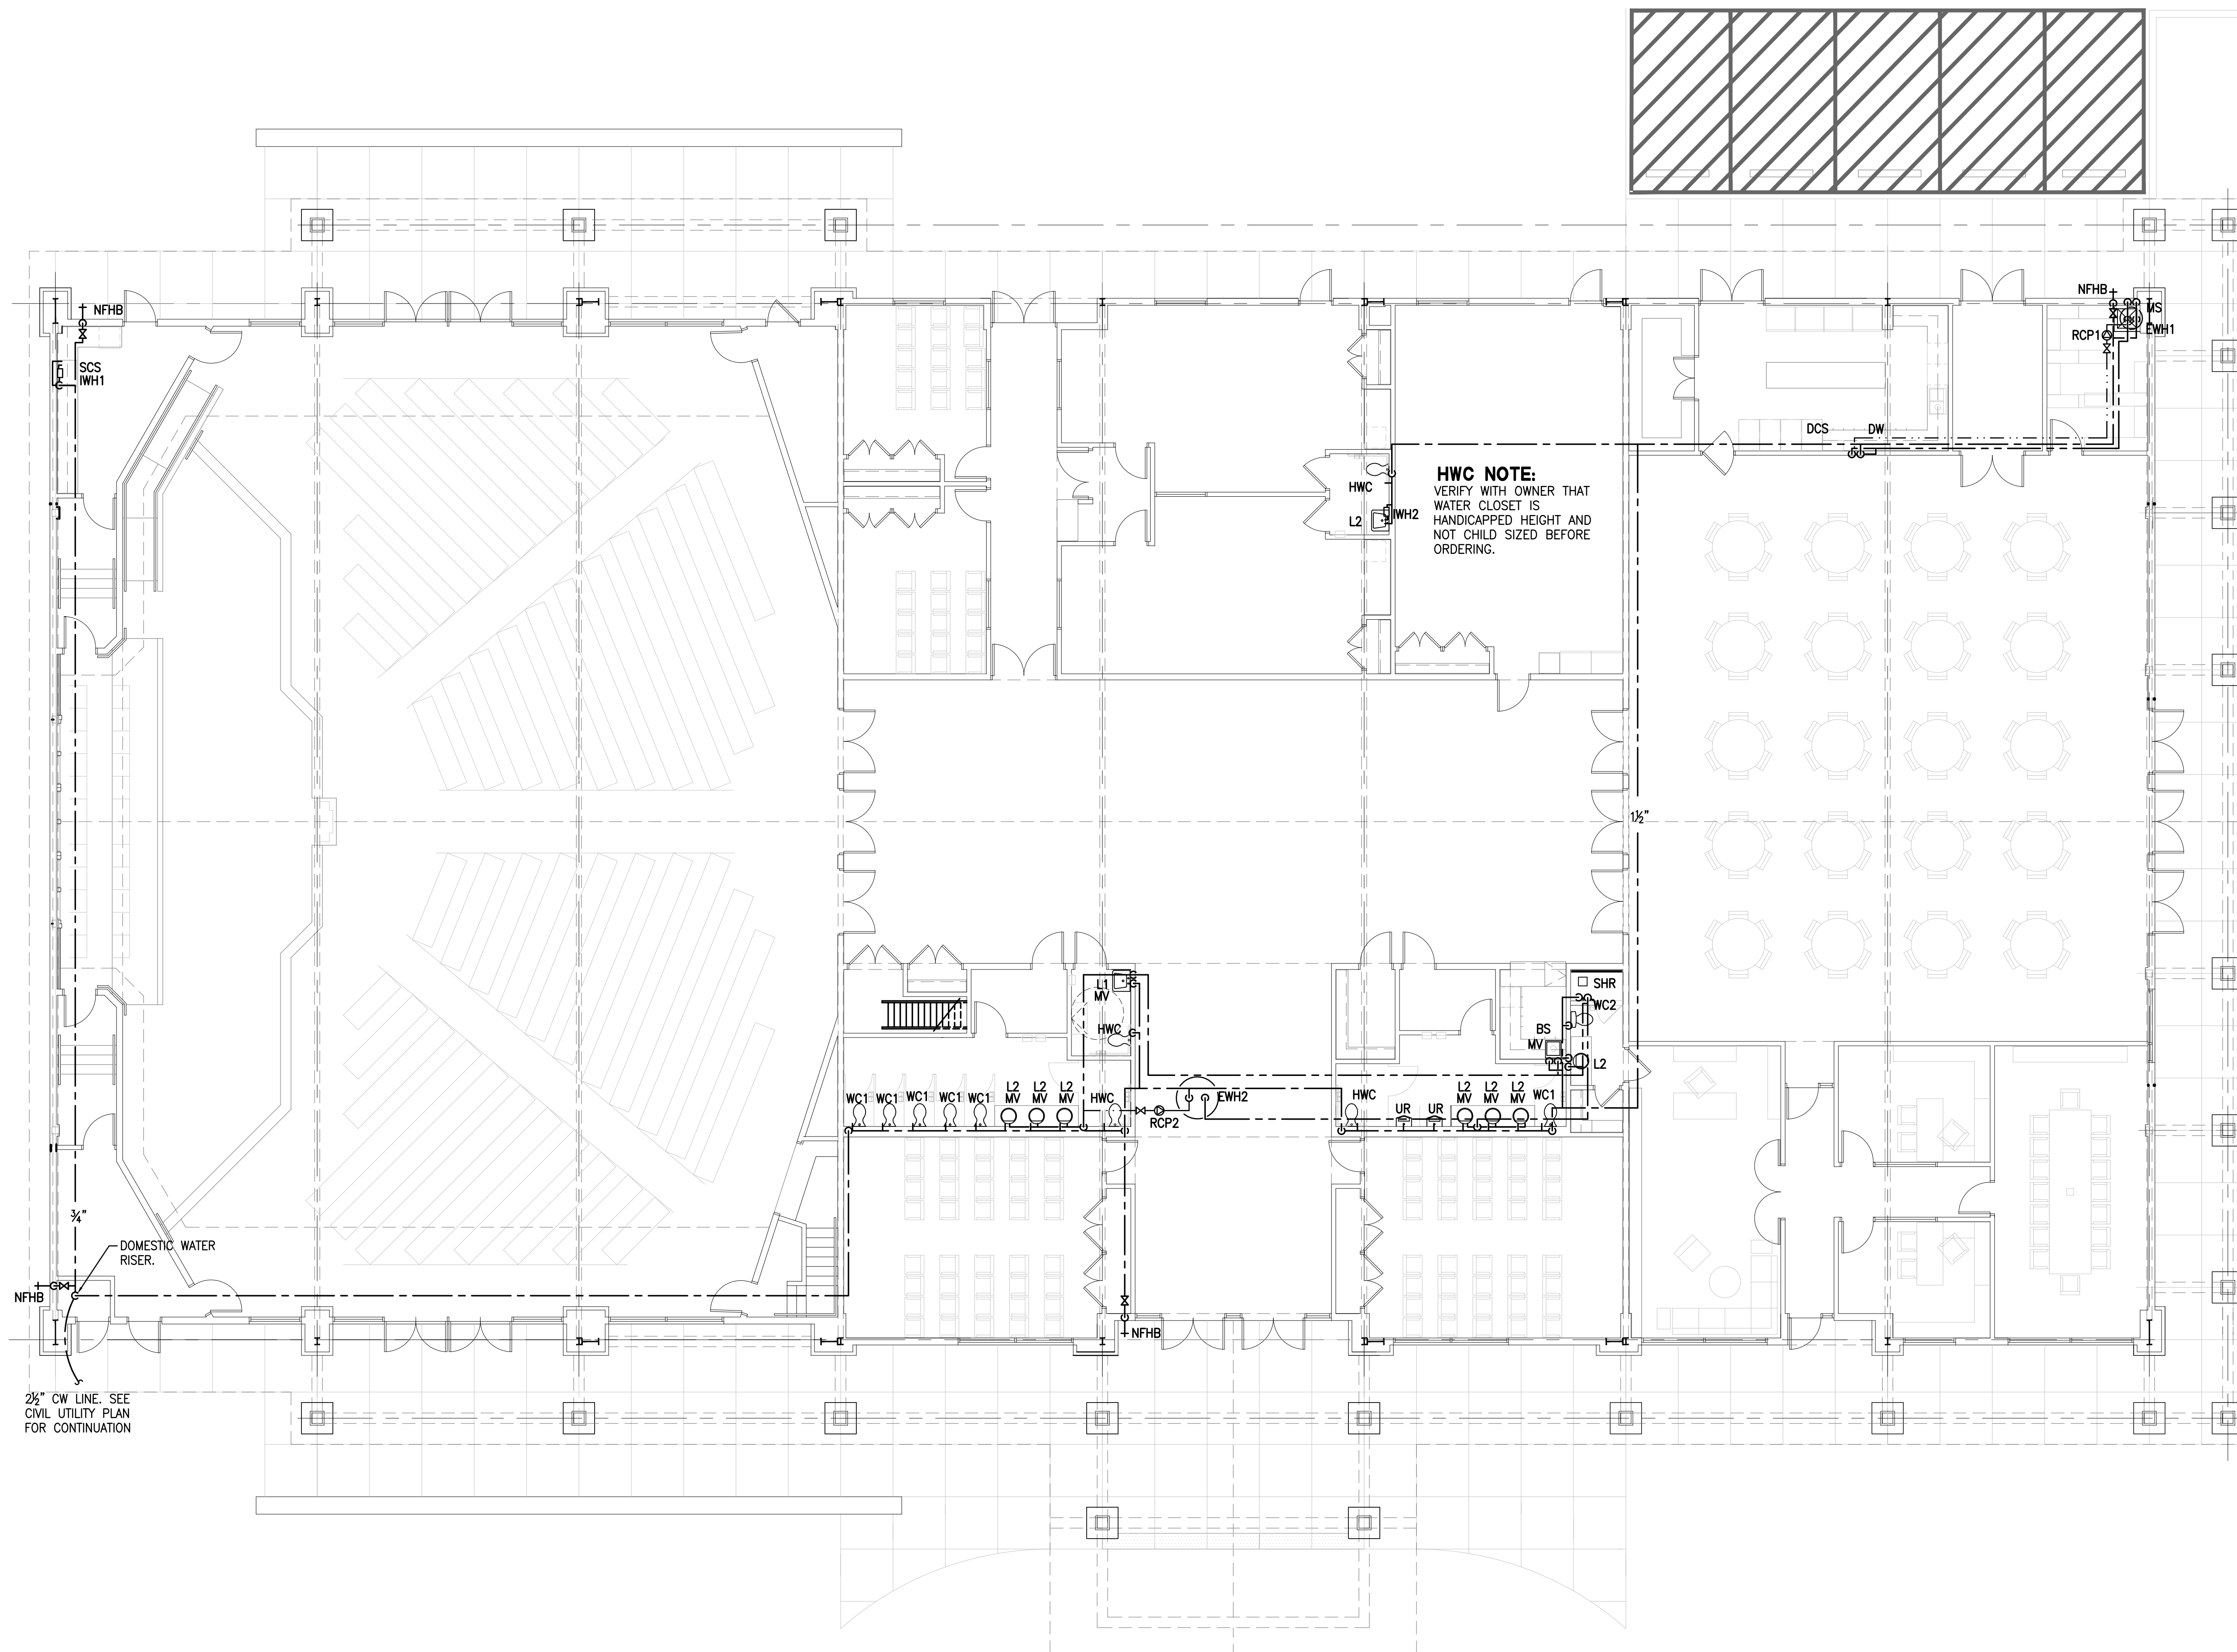 NFHB
NFHB
MS
EWH1
RCP1
SCS
IWH1
DCS
DW
HWC
L2
IWH2
HWC NOTE:
VERIFY WITH OWNER THAT
WATER CLOSET IS
HANDICAPPED HEIGHT AND
NOT CHILD SIZED BEFORE
ORDERING.
1½"
L1
MV
HWC
SHR
WC2
BS
MV
L2
WC1
WC1
WC1
WC1
WC1
L2
MV
L2
MV
L2
MV
HWC
RCP2
EWH2
HWC
UR
UR
L2
MV
L2
MV
L2
MV
WC1
¾"
DOMESTIC WATER
RISER.
NFHB
NFHB
2½" CW LINE. SEE
CIVIL UTILITY PLAN
FOR CONTINUATION